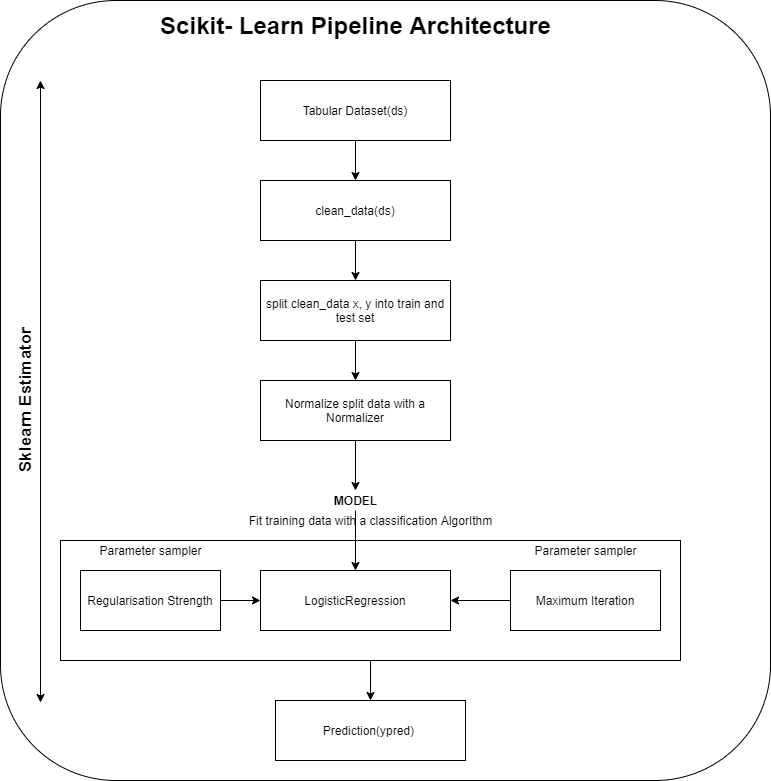 Scikit- Learn Pipeline Architecture
Tabular Dataset(ds)
clean_data(ds)
split clean_data x, y into train and
test set
Normalize split data with a
Normalizer
Sklearn Estimator
MODEL
Fit training data with a classification Algorlthm
Parameter sampler
Parameter sampler
Regularisation Strength
LogisticRegression
Maximum Iteration
Prediction(ypred)